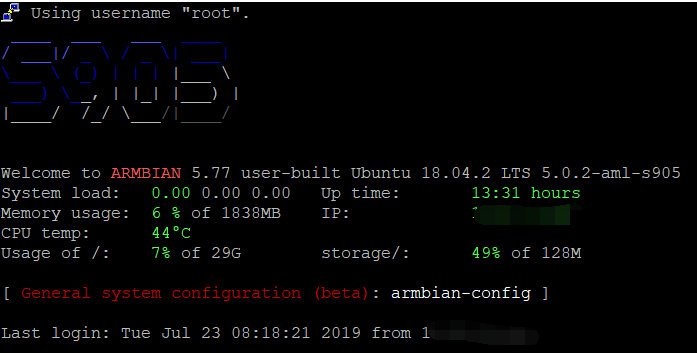 Using username "root".
S905
Welcome to ARMBIAN 5.77 user-built Ubuntu 18.04.2 LTS 5.0.2-aml-s905
System load: 0.00 0.00 0.00 Up time: 13:31 hours
Memory usage: 6 % of 1838MB IP:
CPU temp: 44°C
Usage of /: 7% of 29G storage/: 49% of 128M
[ General system configuration (beta): armbian-config ]
Last login: Tue Jul 23 08:18:21 2019 from 1